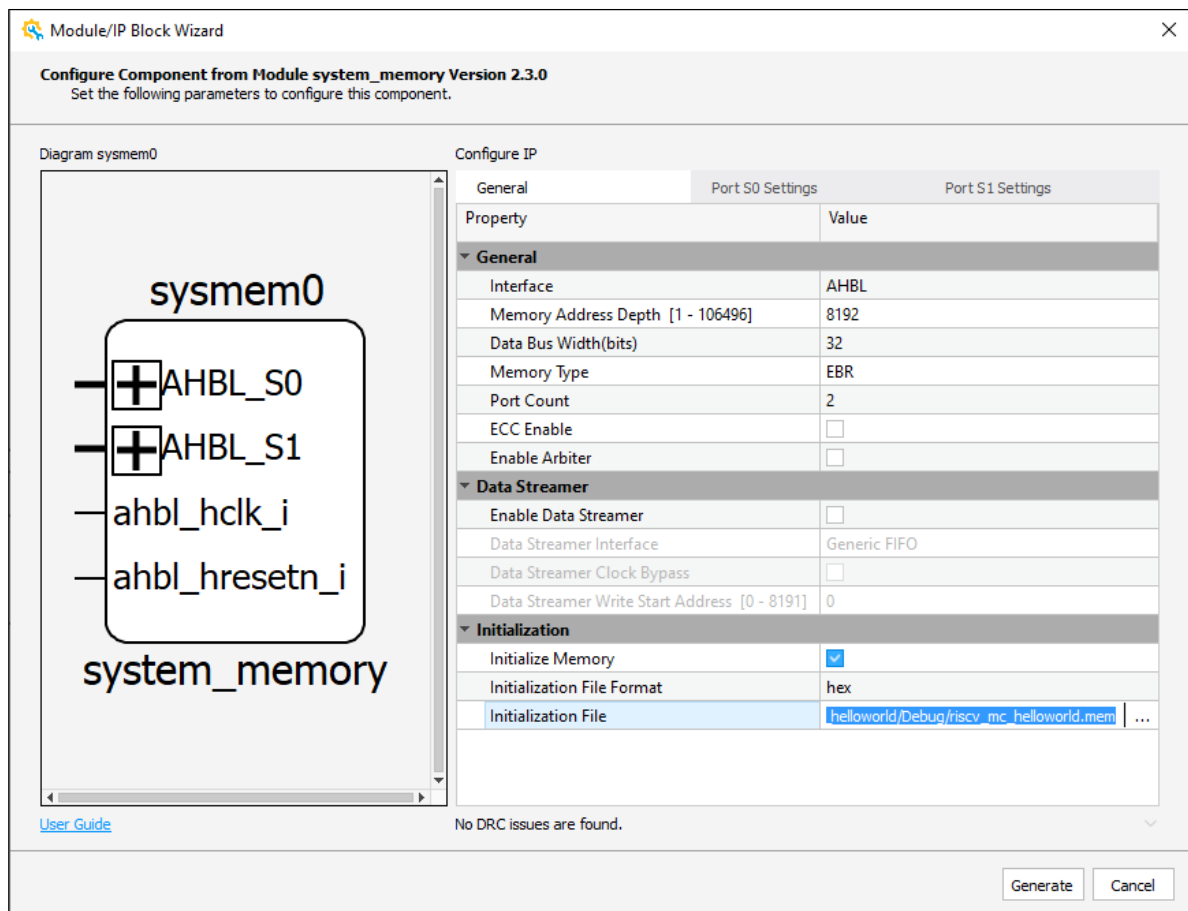 Module/IP Block Wizard
Configure Component from Module system_memory Version 2.3.0
Set the following parameters to configure this component.
Diagram sysmem0
sysmem0
AHBL_S0
AHBL_S1
ahbl_hclk_i
ahbl_hresetn_i
system_memory
User Guide
Configure IP
General Port S0 Settings Port S1 Settings
Property Value
General
Interface AHBL
Memory Address Depth [1 - 106496] 8192
Data Bus Width(bits) 32
Memory Type EBR
Port Count 2
ECC Enable
Enable Arbiter
Data Streamer
Enable Data Streamer
Data Streamer Interface Generic FIFO
Data Streamer Clock Bypass
Data Streamer Write Start Address [0 - 8191] 0
Initialization
Initialize Memory
Initialization File Format hex
Initialization File helloworld/Debug/riscv_mc_helloworld.mem ...
No DRC issues are found.
Generate Cancel